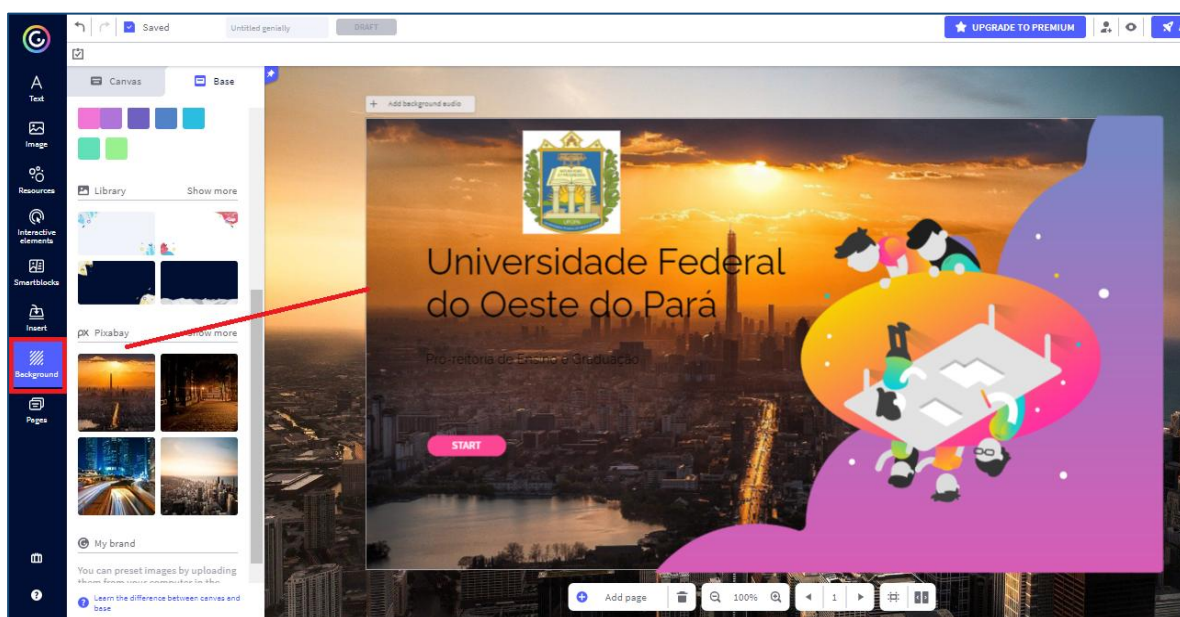 Saved
Untitled genially
DRAFT
UPGRADE TO PREMIUM
Text
Image
Resources
Interactive
elements
Smartblocks
Insert
Background
Pages
Canvas
Base
Library
Show more
px Pixabay
Show more
My brand
You can preset images by uploading
them from your computer in the
Learn the difference between canvas and
base
+ Add background audio
Universidade Federal
do Oeste do Pará
Pro-reitoria de Ensino e Graduação
START
Add page
100%
1